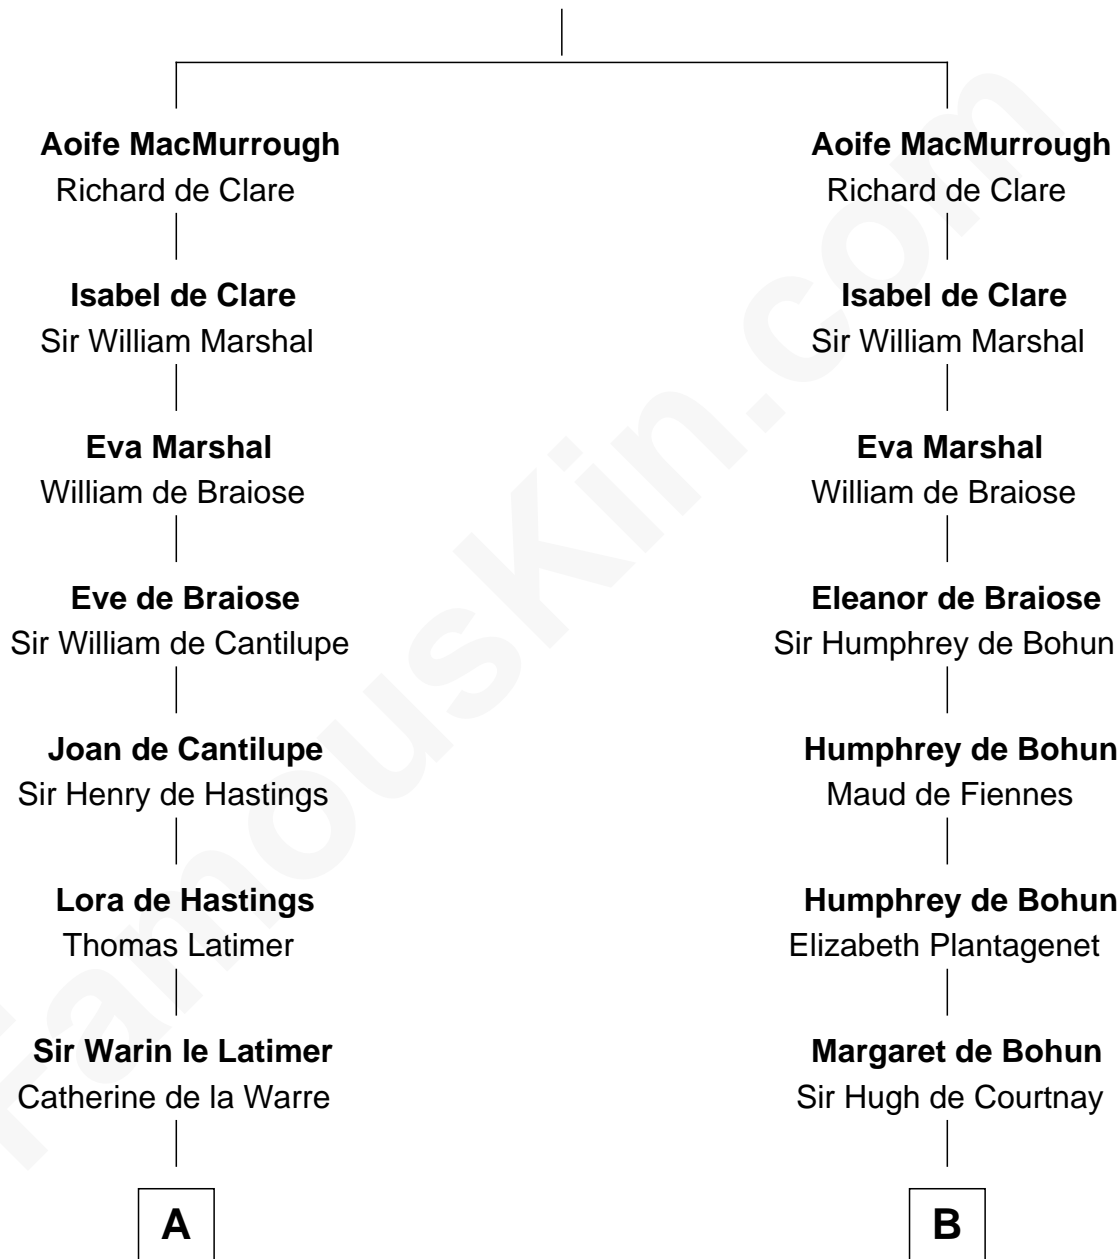 Aoife MacMurrough
Richard de Clare
Isabel de Clare
Sir William Marshal
Eva Marshal
William de Braiose
Eve de Braiose
Sir William de Cantilupe
Joan de Cantilupe
Sir Henry de Hastings
Lora de Hastings
Thomas Latimer
Sir Warin le Latimer
Catherine de la Warre
A
Aoife MacMurrough
Richard de Clare
Isabel de Clare
Sir William Marshal
Eva Marshal
William de Braiose
Eleanor de Braiose
Sir Humphrey de Bohun
Humphrey de Bohun
Maud de Fiennes
Humphrey de Bohun
Elizabeth Plantagenet
Margaret de Bohun
Sir Hugh de Courtnay
B
FamousKin.com